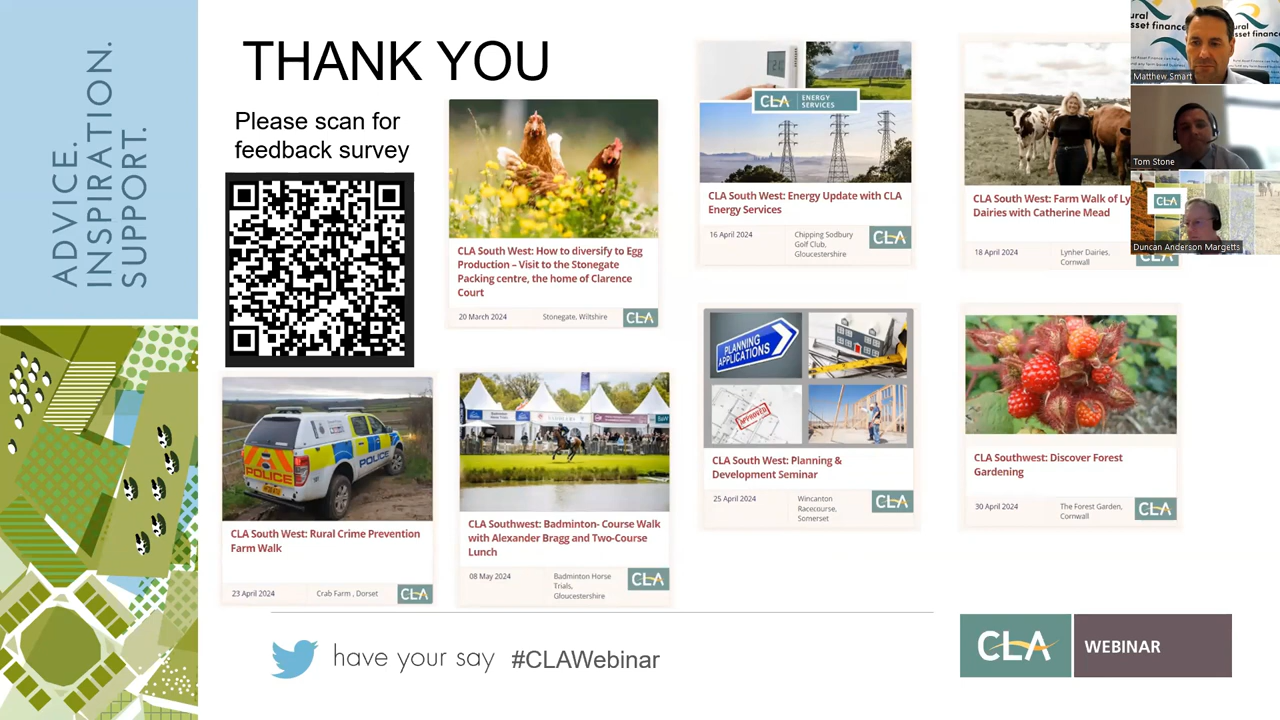 ADVICE.
INSPIRATION.
SUPPORT.
THANK YOU
Please scan for
feedback survey
CLA South West: How to diversify to Egg
Production – Visit to the Stonegate
Packing centre, the home of Clarence
Court
20 March 2024
Stonegate, Wiltshire
CLA
CLA ENERGY
SERVICES
CLA South West: Energy Update with CLA
Energy Services
16 April 2024
Chipping Sodbury
Golf Club,
Gloucestershire
CLA
CLA South West: Farm Walk of Ly
Dairies with Catherine Mead
18 April 2024
Lynher Dairies,
Cornwall
CLA
ural
asset finance
Matthew Smart
Tom Stone
CLA
Duncan Anderson Margetts
POLICE
POLICE
CLA South West: Rural Crime Prevention
Farm Walk
23 April 2024
Crab Farm , Dorset
CLA
CLA Southwest: Badminton- Course Walk
with Alexander Bragg and Two-Course
Lunch
08 May 2024
Badminton Horse
Trials,
Gloucestershire
CLA
PLANNING
APPLICATIONS
APPROVED
CLA South West: Planning &
Development Seminar
25 April 2024
Wincanton
Racecourse,
Somerset
CLA
CLA Southwest: Discover Forest
Gardening
30 April 2024
The Forest Garden,
Cornwall
CLA
have your say #CLAWebinar
CLA WEBINAR